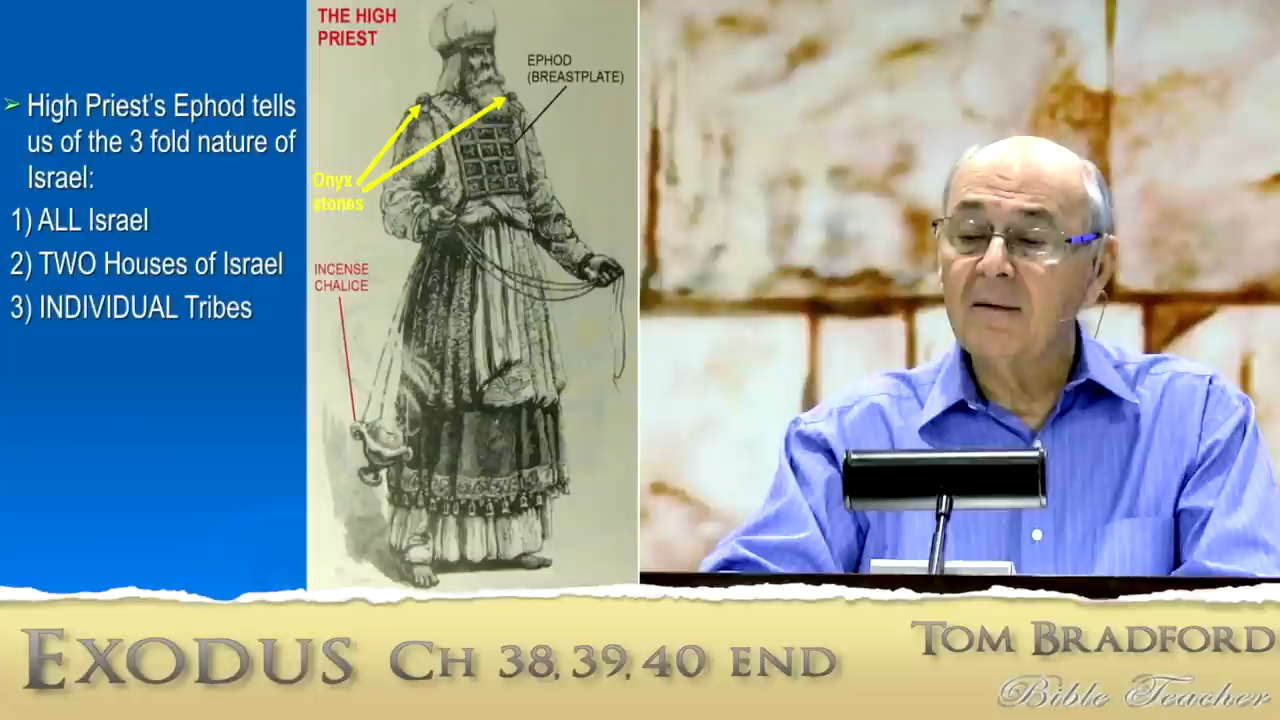 ➢ High Priest's Ephod tells
us of the 3 fold nature of
Israel:
1) ALL Israel
2) TWO Houses of Israel
3) INDIVIDUAL Tribes
THE HIGH
PRIEST
EPHOD
(BREASTPLATE)
Onyx
stones
INCENSE
CHALICE
EXODUS CH 38, 39, 40 END
TOM BRADFORD
Bible Teacher